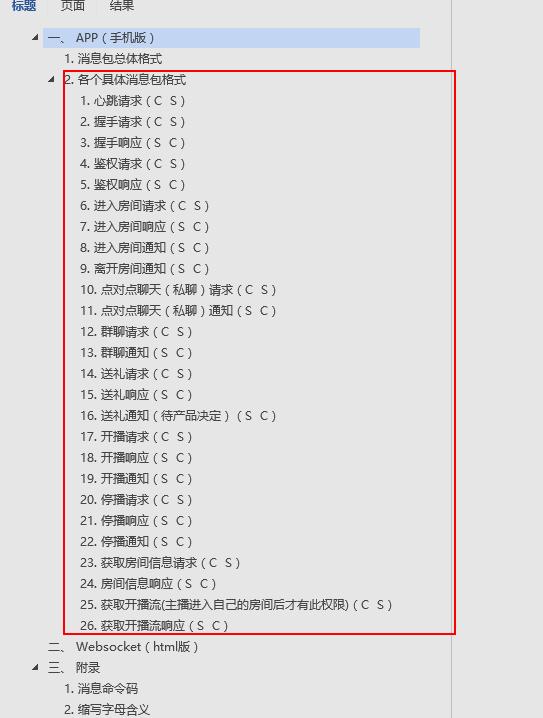 标题 页面 结果
一、 APP（手机版）
1. 消息包总体格式
2. 各个具体消息包格式
1. 心跳请求（C S）
2. 握手请求（C S）
3. 握手响应（S C）
4. 鉴权请求（C S）
5. 鉴权响应（S C）
6. 进入房间请求（C S）
7. 进入房间响应（S C）
8. 进入房间通知（S C）
9. 离开房间通知（S C）
10. 点对点聊天（私聊）请求（C S）
11. 点对点聊天（私聊）通知（S C）
12. 群聊请求（C S）
13. 群聊通知（S C）
14. 送礼请求（C S）
15. 送礼响应（S C）
16. 送礼通知（待产品决定）（S C）
17. 开播请求（C S）
18. 开播响应（S C）
19. 开播通知（S C）
20. 停播请求（C S）
21. 停播响应（S C）
22. 停播通知（S C）
23. 获取房间信息请求（C S）
24. 房间信息响应（S C）
25. 获取开播流(主播进入自己的房间后才有此权限)（C S）
26. 获取开播流响应（S C）
二、 Websocket（html版）
三、 附录
1. 消息命令码
2. 缩写字母含义